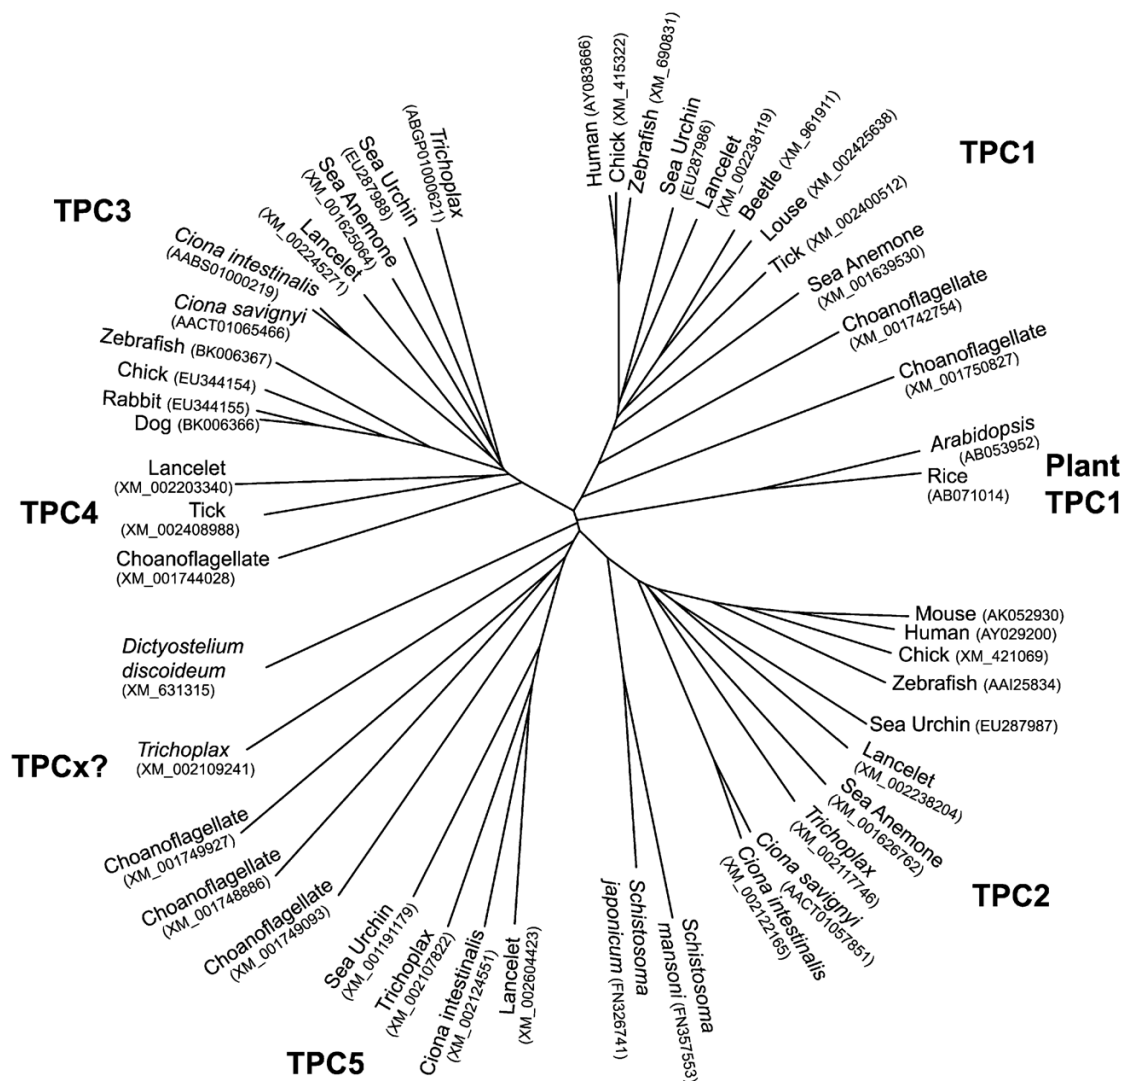 TPC1
Human (AY083666)
Chick (XM_415322)
Zebrafish (XM_690831)
Sea Urchin
(EU287986)
Lancelet
(XM_002238119)
Beetle (XM_961911)
Louse (XM_002425638)
Tick (XM_002400512)
Sea Anemone
(XM_001639530)
Choanoflagellate
(XM_001742754)
Choanoflagellate
(XM_001750827)
Plant
TPC1
Arabidopsis
(AB053952)
Rice
(AB071014)
TPC2
Mouse (AK052930)
Human (AY029200)
Chick (XM_421069)
Zebrafish (AAI25834)
Sea Urchin (EU287987)
Lancelet
(XM_002238204)
Sea Anemone
(XM_001626762)
Trichoplax
(XM_002117746)
Ciona savignyi
(AACT01057851)
Ciona intestinalis
(XM_002122165)
Schistosoma
mansoni (FN357553)
Schistosoma
japonicum (FN326741)
TPC5
Lancelet
(XM_002604423)
Ciona intestinalis
(XM_002124551)
Trichoplax
(XM_002107822)
Sea Urchin
(XM_001191179)
Choanoflagellate
(XM_001749093)
Choanoflagellate
(XM_001748886)
Choanoflagellate
(XM_001749927)
TPCx?
Trichoplax
(XM_002109241)
Dictyostelium
discoideum
(XM_631315)
TPC4
Choanoflagellate
(XM_001744028)
Tick
(XM_002408988)
Lancelet
(XM_002203340)
TPC3
Dog (BK006366)
Rabbit (EU344155)
Chick (EU344154)
Zebrafish (BK006367)
Ciona savignyi
(AACT01065466)
Ciona intestinalis
(AABS01000219)
Lancelet
(XM_002245271)
Sea Anemone
(XM_001625064)
Sea Urchin
(EU287988)
Trichoplax
(ABGP01000621)